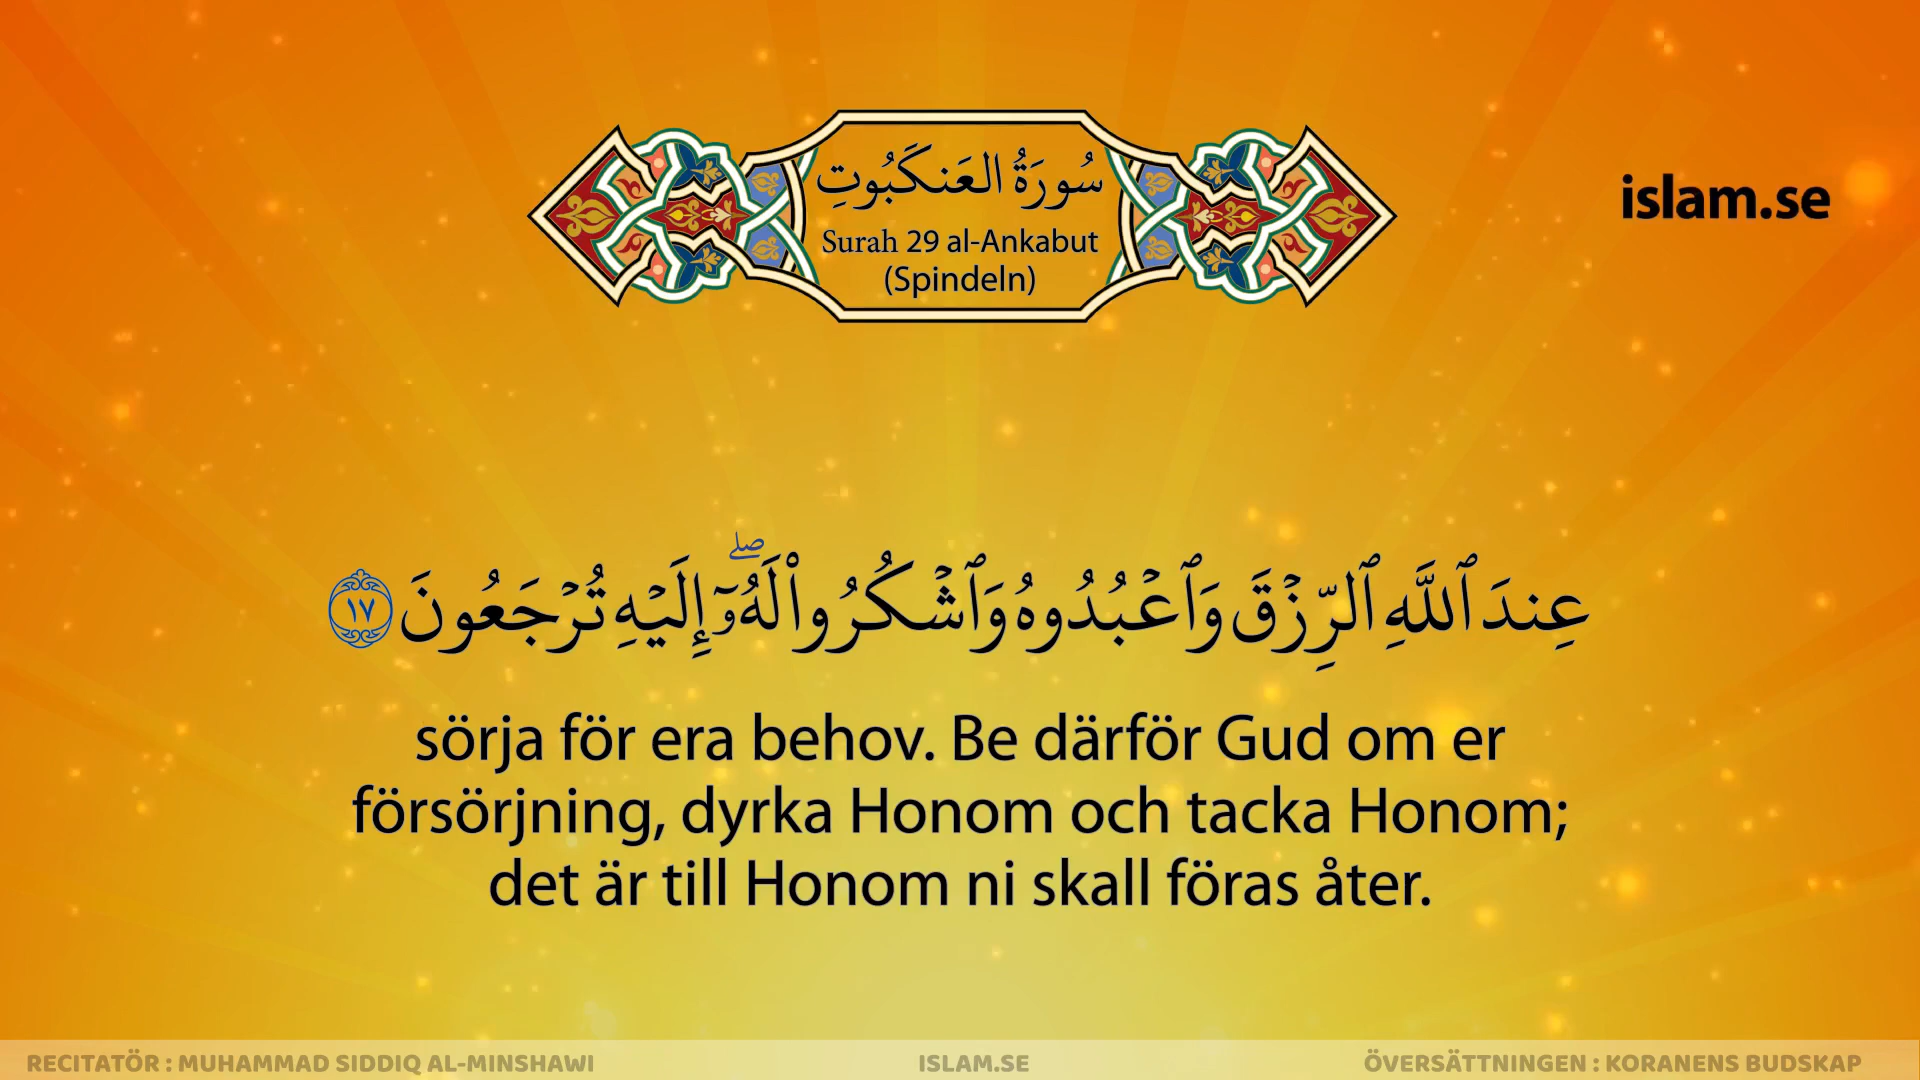 سُورَةُ العَنكَبُوتِ
Surah 29 al-Ankabut
(Spindeln)
islam.se
عِندَ ٱللَّهِ ٱلرِّزۡقَ وَٱعۡبُدُوهُ وَٱشۡكُرُواْ لَهُۥٓۖ إِلَيۡهِ تُرۡجَعُونَ ١٧
sörja för era behov. Be därför Gud om er
försörjning, dyrka Honom och tacka Honom;
det är till Honom ni skall föras åter.
RECITATÖR : MUHAMMAD SIDDIQ AL-MINSHAWI
ISLAM.SE
ÖVERSÄTTNINGEN : KORANENS BUDSKAP